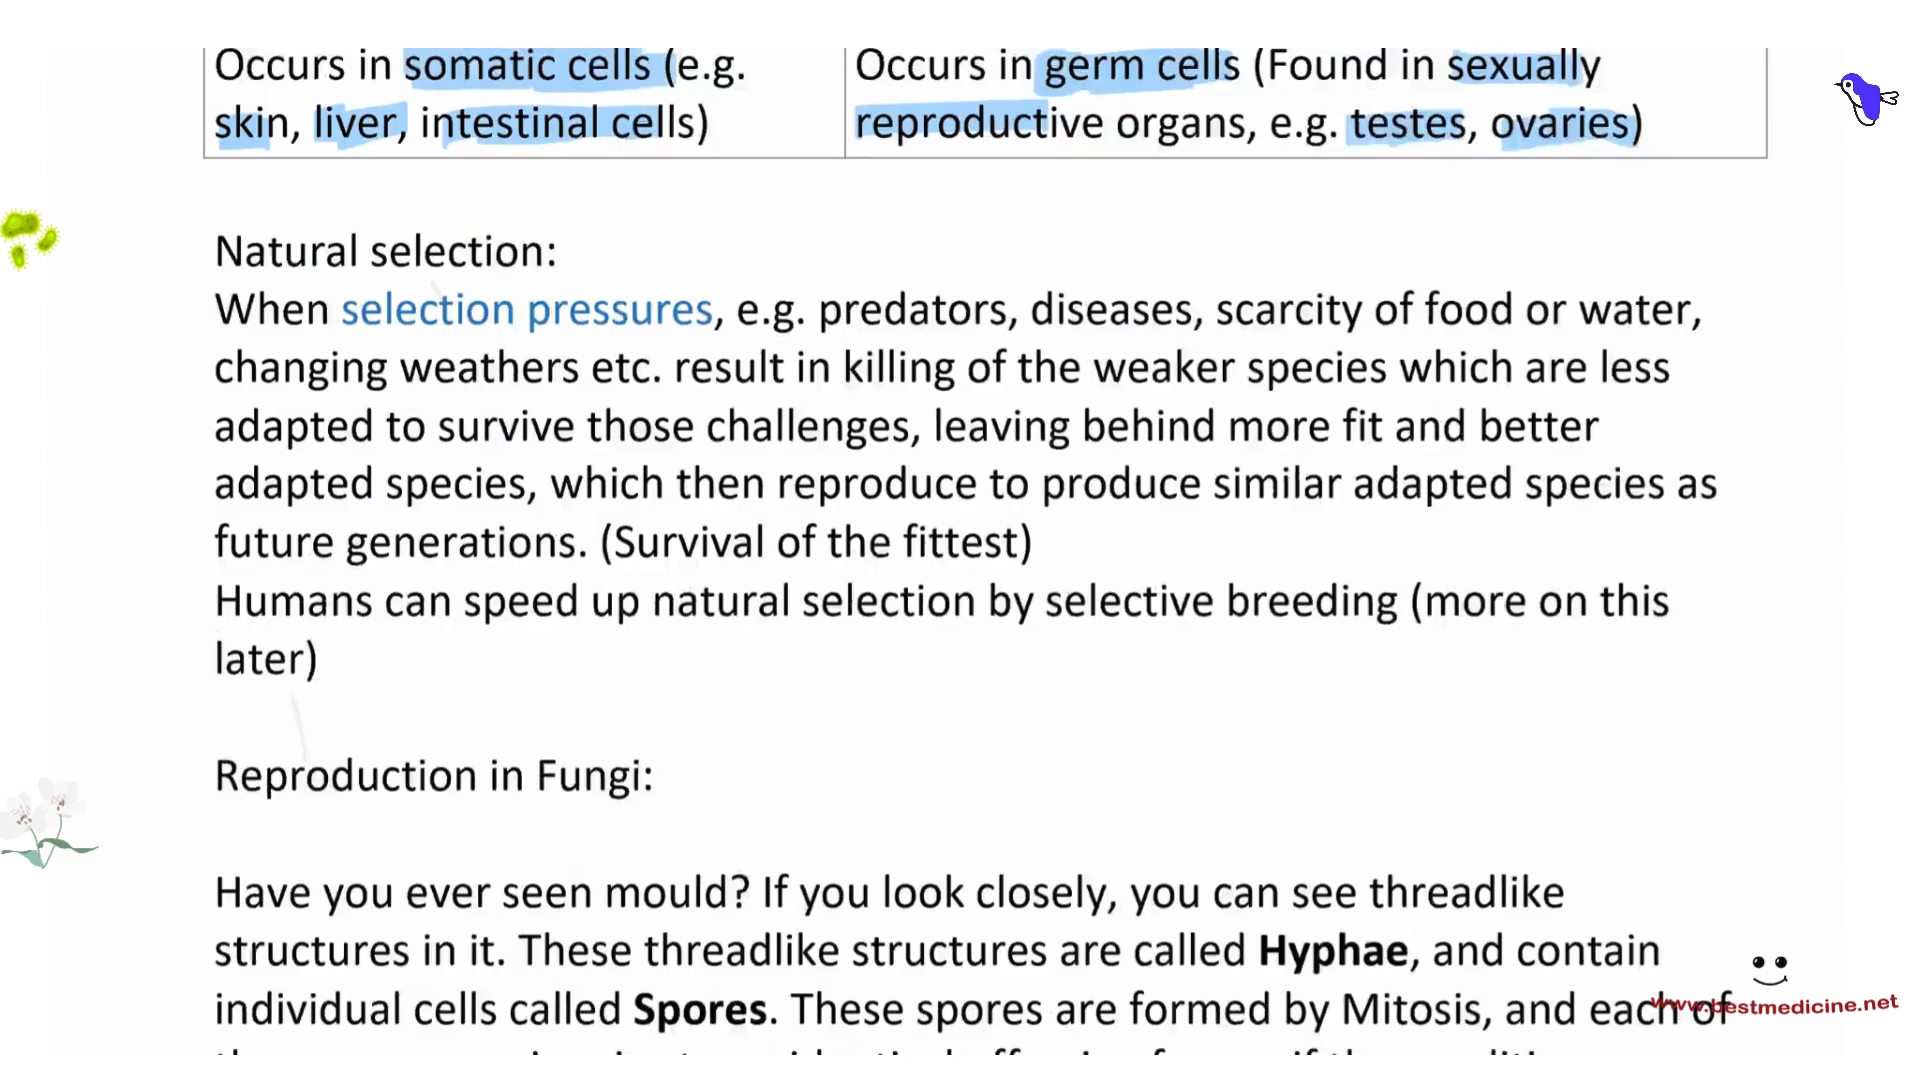 Occurs in somatic cells (e.g.
skin, liver, intestinal cells)
Occurs in germ cells (Found in sexually
reproductive organs, e.g. testes, ovaries)
Natural selection:
When selection pressures, e.g. predators, diseases, scarcity of food or water,
changing weathers etc. result in killing of the weaker species which are less
adapted to survive those challenges, leaving behind more fit and better
adapted species, which then reproduce to produce similar adapted species as
future generations. (Survival of the fittest)
Humans can speed up natural selection by selective breeding (more on this
later)
Reproduction in Fungi:
Have you ever seen mould? If you look closely, you can see threadlike
structures in it. These threadlike structures are called Hyphae, and contain
individual cells called Spores. These spores are formed by Mitosis, and each of
www.bestmedicine.net